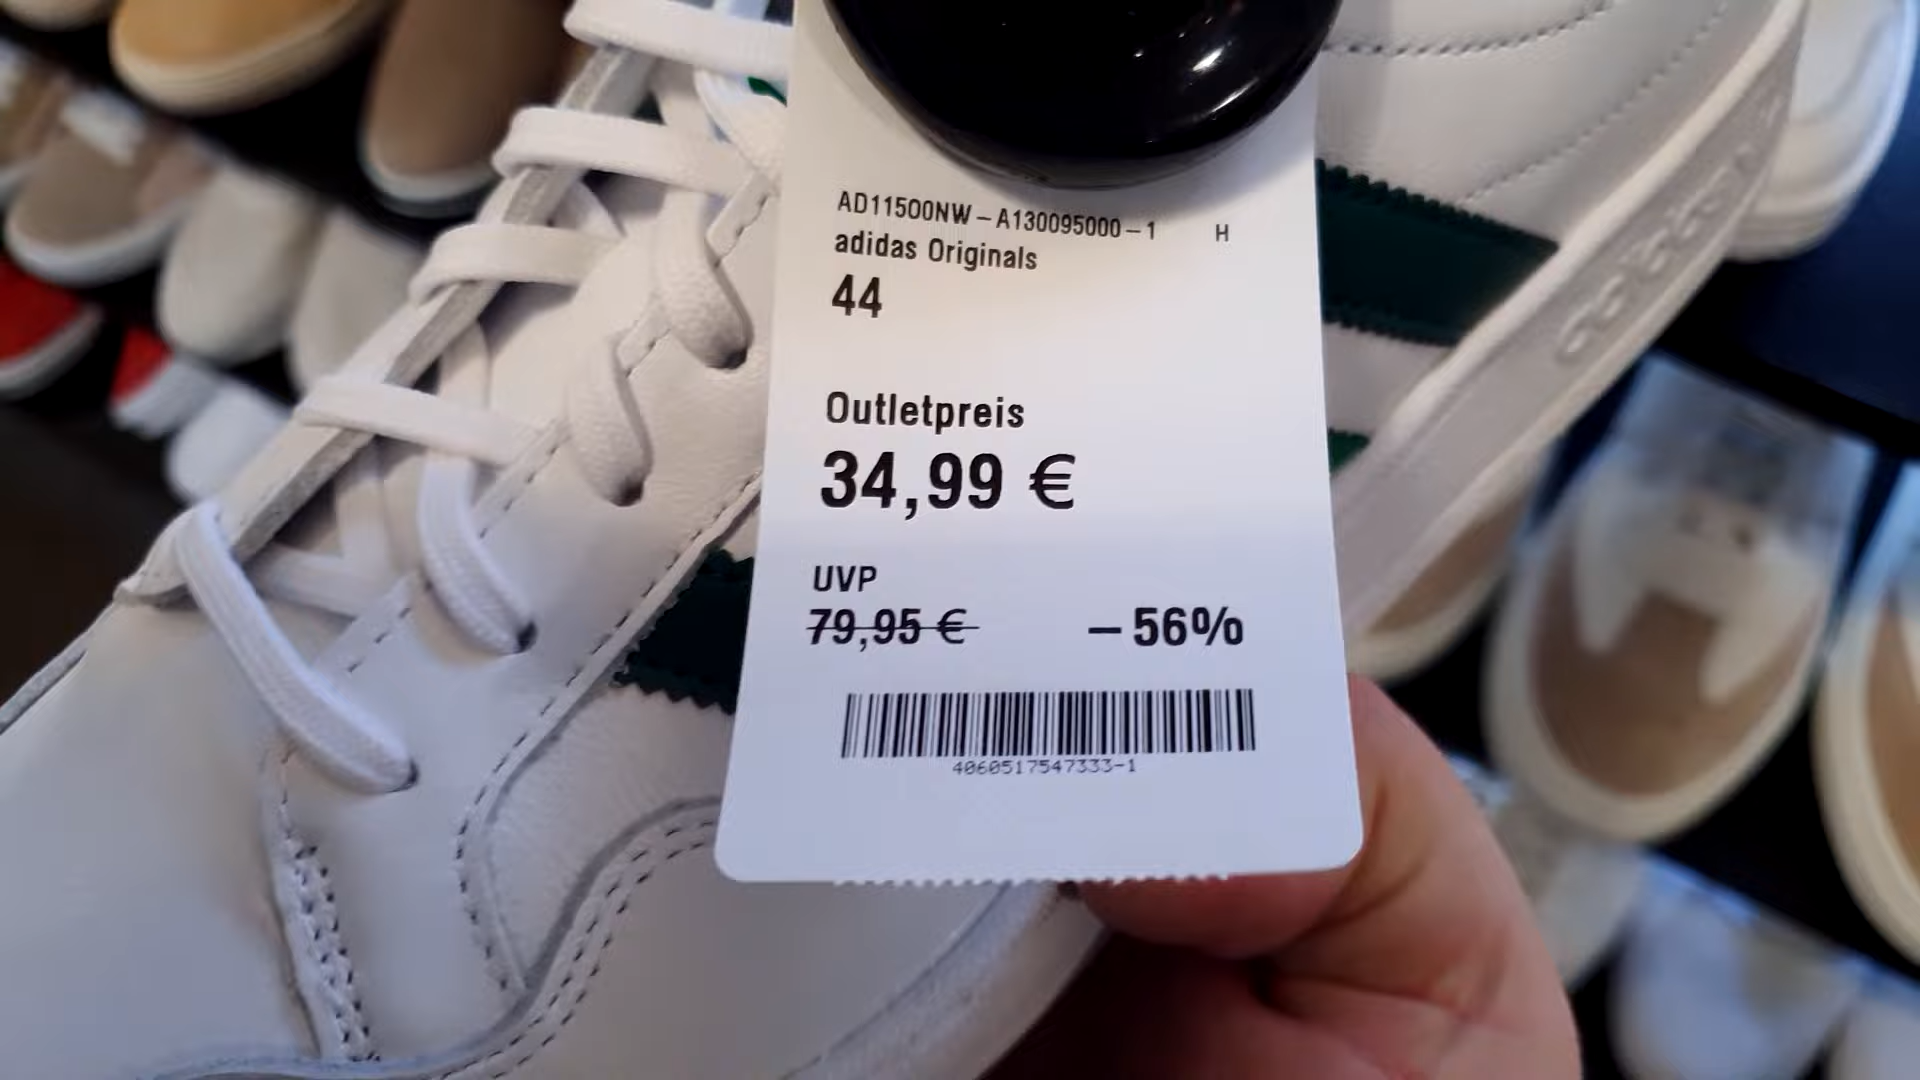 AD11500NW – A130095000 – 1 H
adidas Originals
44
Outletpreis
34,99 €
UVP
79,95 € – 56%
4060517547333-1